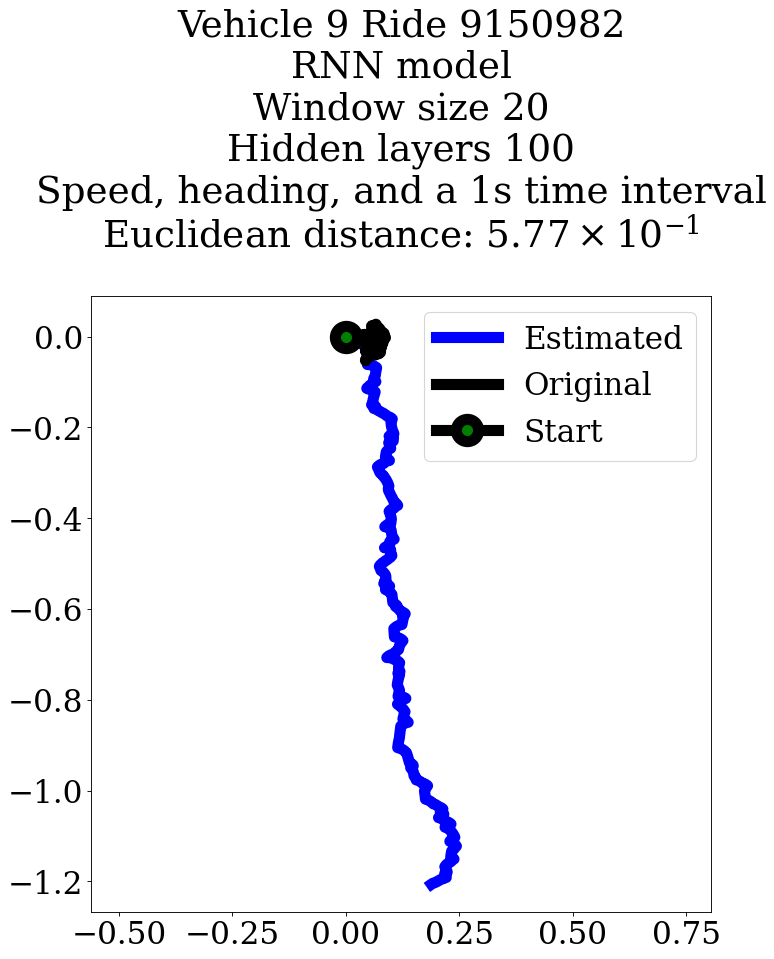 Vehicle 9 Ride 9150982
RNN model
Window size 20
Hidden layers 100
Speed, heading, and a 1s time interval
Euclidean distance: 5.77 × 10⁻¹
Estimated
Original
Start
0.0
−0.2
−0.4
−0.6
−0.8
−1.0
−1.2
−0.50 −0.25 0.00 0.25 0.50 0.75